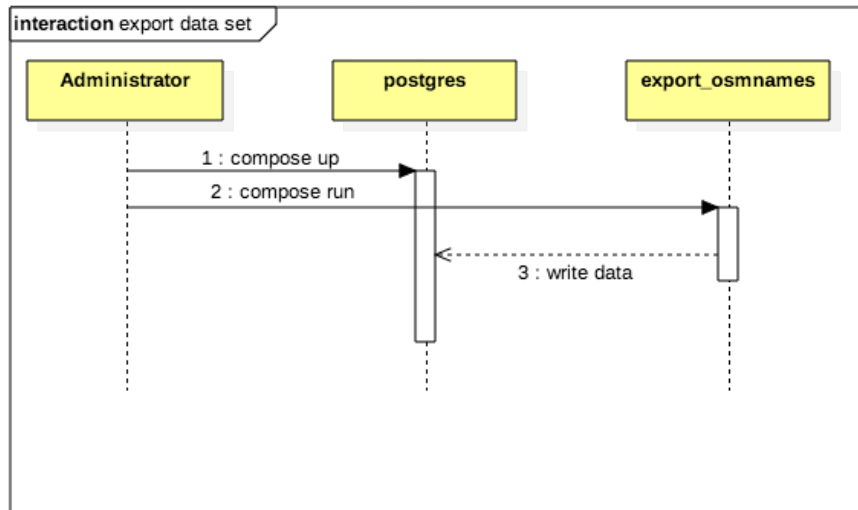 interaction export data set
Administrator
postgres
export_osmnames
1 : compose up
2 : compose run
3 : write data